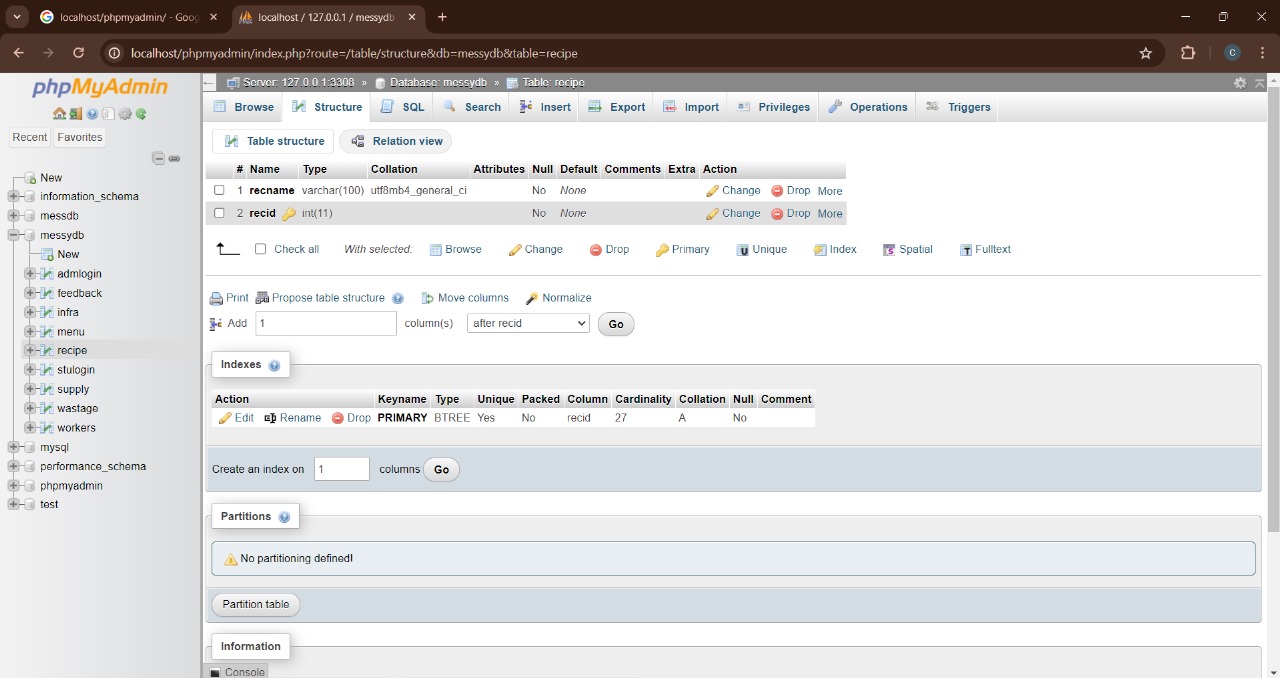 localhost/phpmyadmin/ - Goog
localhost / 127.0.0.1 / messydb
localhost/phpmyadmin/index.php?route=/table/structure&db=messydb&table=recipe
C
phpMyAdmin
Recent Favorites
New
information_schema
messdb
messydb
New
admlogin
feedback
infra
menu
recipe
stulogin
supply
wastage
workers
mysql
performance_schema
phpmyadmin
test
Server: 127.0.0.1:3308 » Database: messydb » Table: recipe
Browse Structure SQL Search Insert Export Import Privileges Operations Triggers
Table structure Relation view
# Name Type Collation Attributes Null Default Comments Extra Action
1 recname varchar(100) utf8mb4_general_ci No None Change Drop More
2 recid int(11) No None Change Drop More
Check all With selected: Browse Change Drop Primary Unique Index Spatial Fulltext
Print Propose table structure Move columns Normalize
Add 1 column(s) after recid Go
Indexes
Action Keyname Type Unique Packed Column Cardinality Collation Null Comment
Edit Rename Drop PRIMARY BTREE Yes No recid 27 A No
Create an index on 1 columns Go
Partitions
No partitioning defined!
Partition table
Information
Console